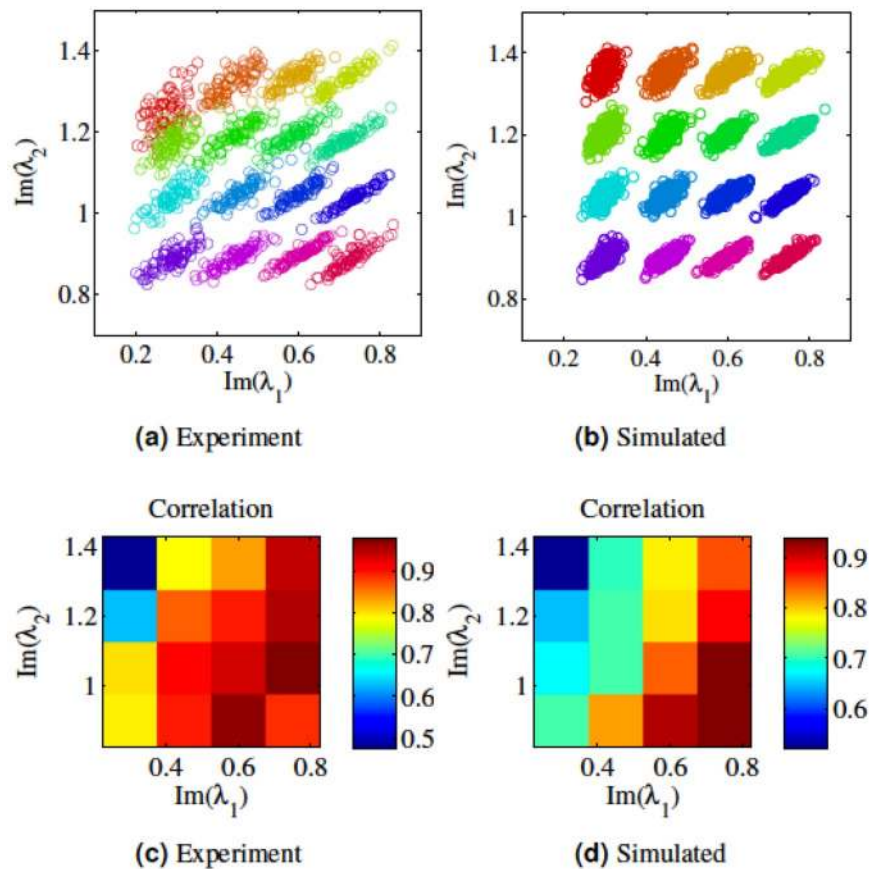 1.4
1.2
1
0.8
Im(λ₂)
0.2 0.4 0.6 0.8
Im(λ₁)
(a) Experiment
1.4
1.2
1
0.8
Im(λ₂)
0.2 0.4 0.6 0.8
Im(λ₁)
(b) Simulated
Correlation
1.4
1.2
1
Im(λ₂)
0.4 0.6 0.8
Im(λ₁)
0.9
0.8
0.7
0.6
0.5
(c) Experiment
Correlation
1.4
1.2
1
Im(λ₂)
0.4 0.6 0.8
Im(λ₁)
0.9
0.8
0.7
0.6
(d) Simulated